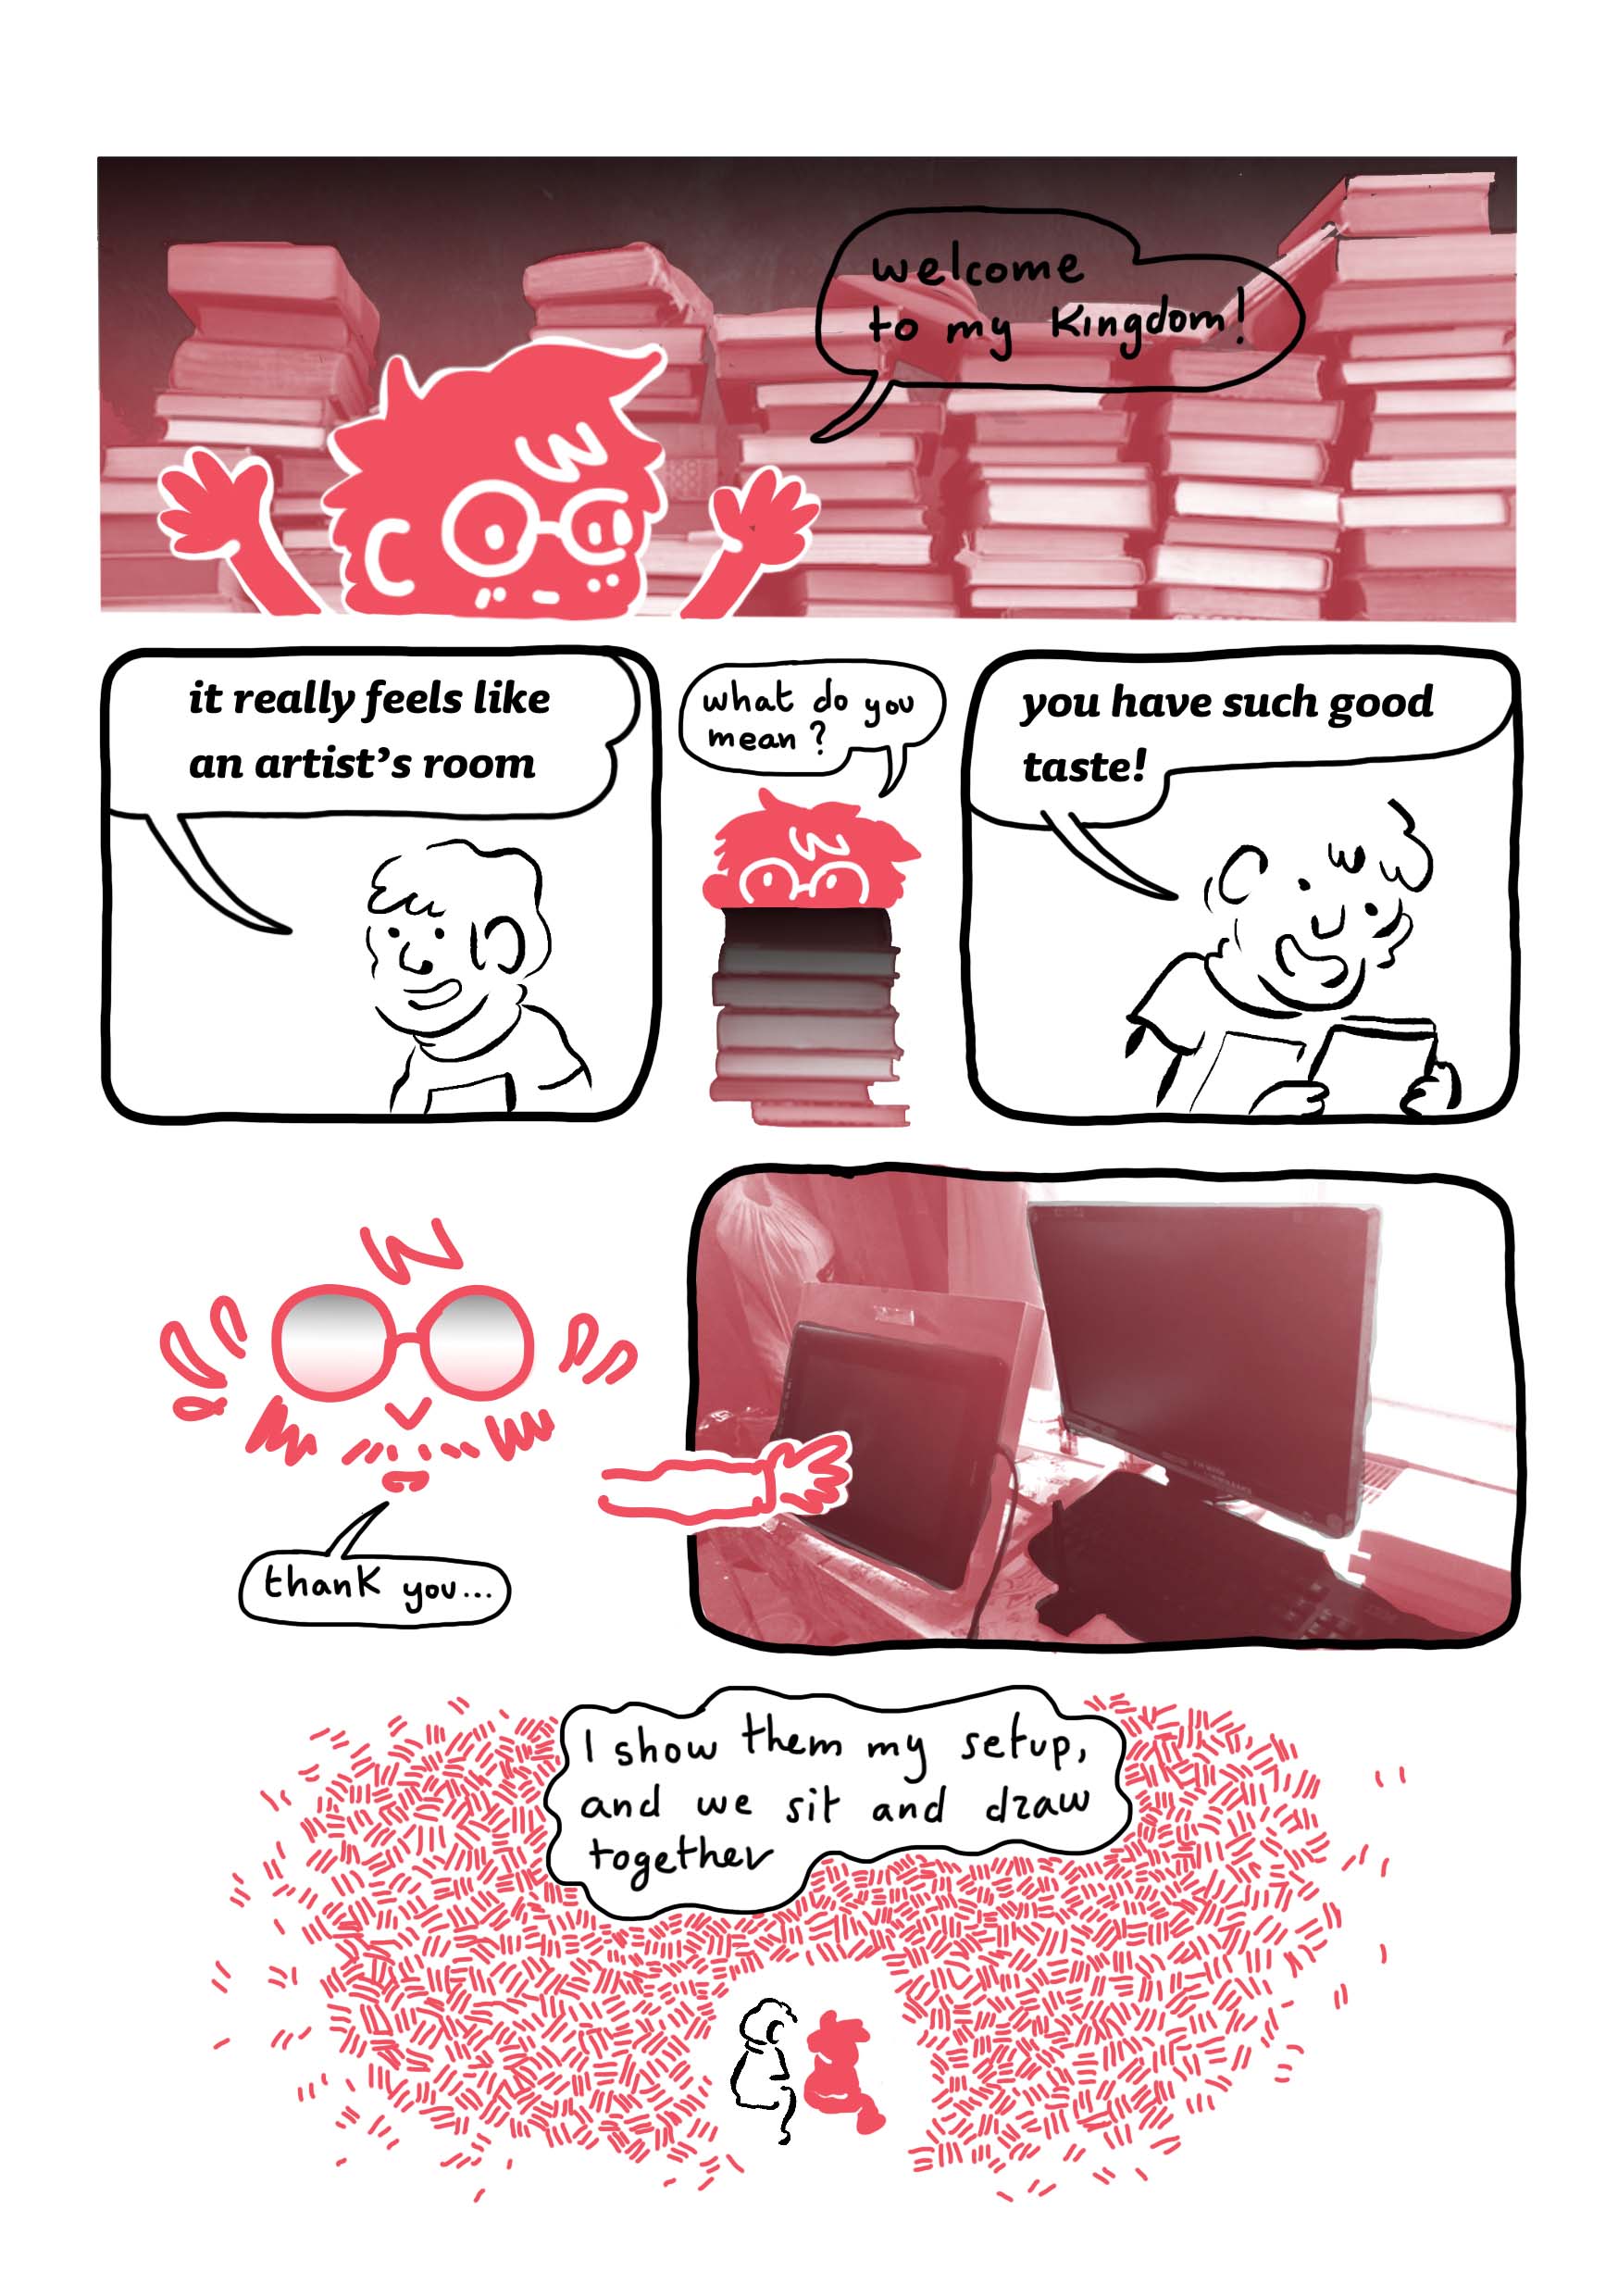 welcome
to my Kingdom!
it really feels like
an artist's room
what do you
mean ?
you have such good
taste!
thank you...
I show them my setup,
and we sit and draw
together